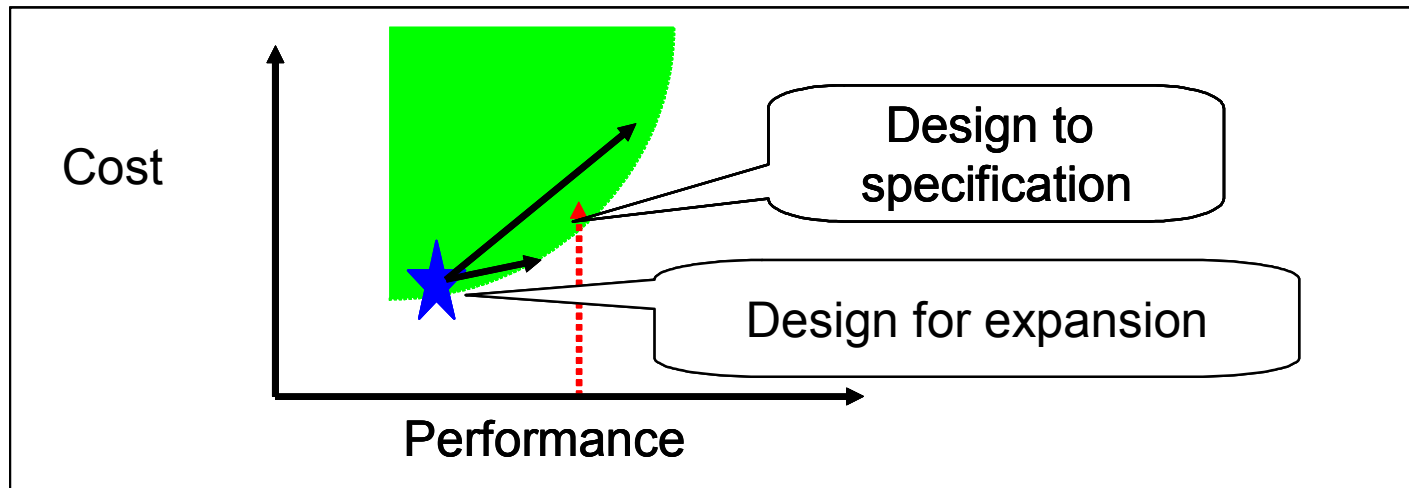 Cost
Design to
specification
Design for expansion
Performance